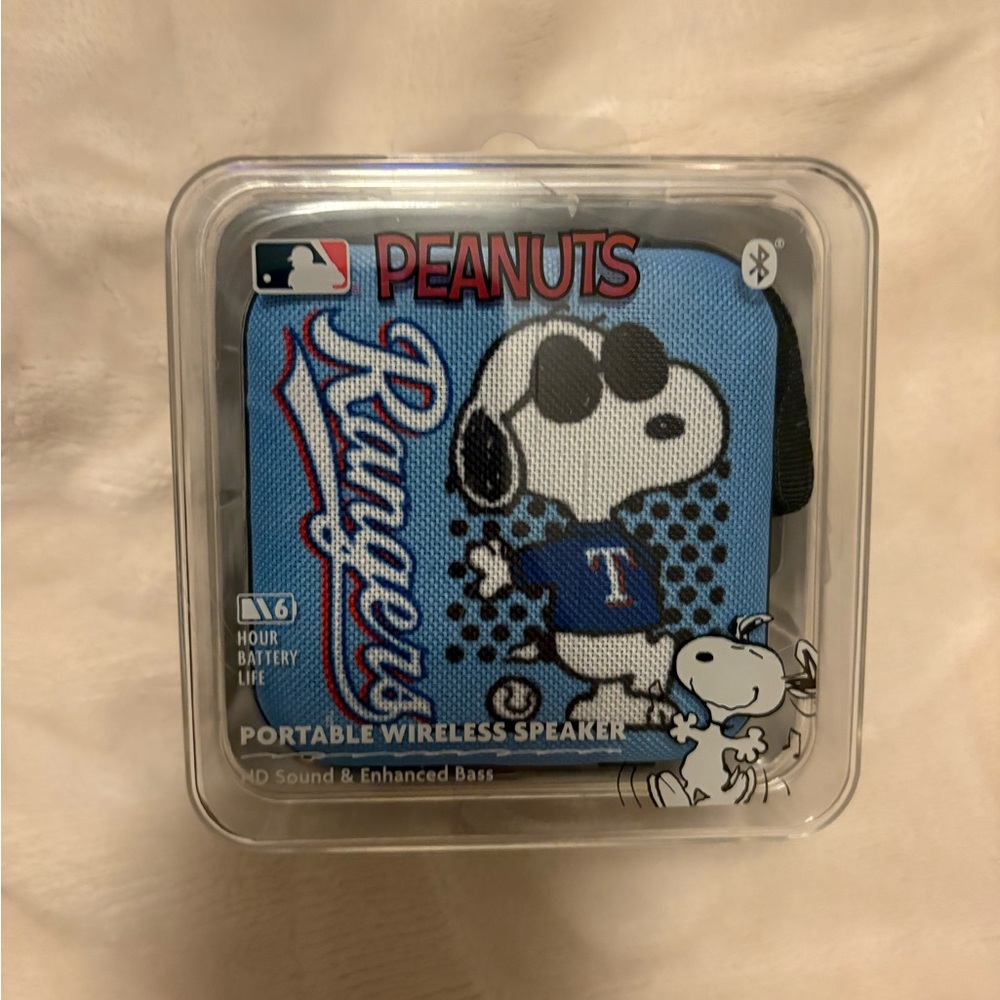 PEANUTS
®
Rangers
T
6
HOUR
BATTERY
LIFE
©
PORTABLE WIRELESS SPEAKER
HD Sound & Enhanced Bass